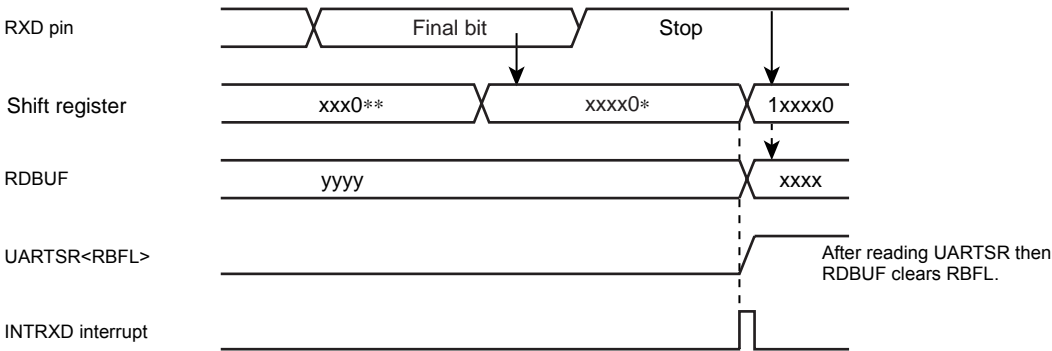 RXD pin
Final bit
Stop
Shift register
xxx0**
xxxx0*
1xxxx0
RDBUF
yyyy
xxxx
UARTSR<RBFL>
After reading UARTSR then
RDBUF clears RBFL.
INTRXD interrupt